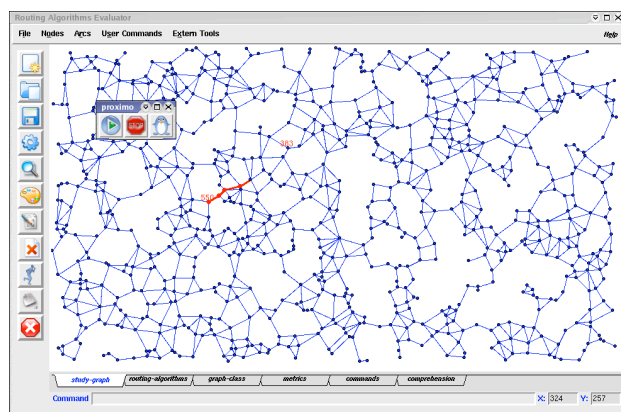 Routing Algorithms Evaluator
File Nodes Arcs User Commands Extern Tools Help
proximo
STOP
383
550
study-graph routing-algorithms graph-class metrics commands comprehension
Command X: 324 Y: 257